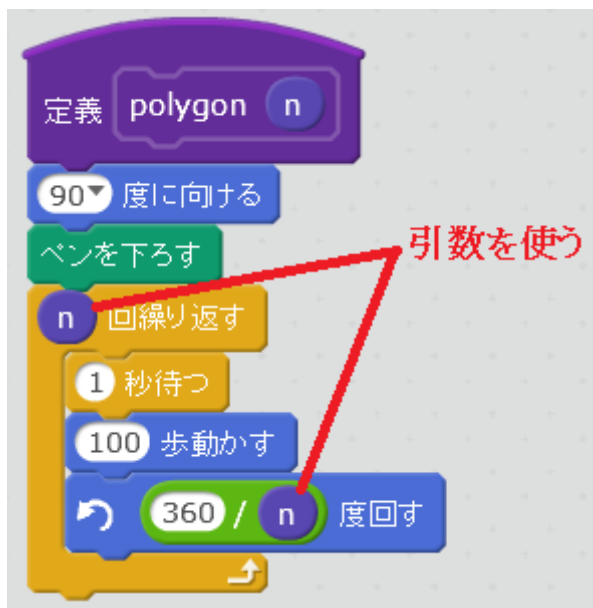 定義 polygon n
90 度に向ける
ペンを下ろす
引数を使う
n 回繰り返す
1 秒待つ
100 歩動かす
360 / n 度回す